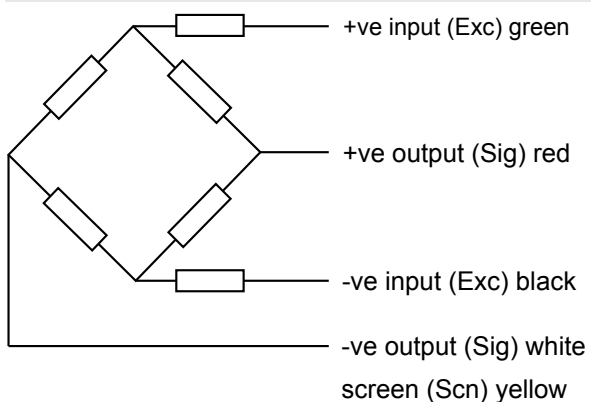 +ve input (Exc) green
+ve output (Sig) red
-ve input (Exc) black
-ve output (Sig) white
screen (Scn) yellow